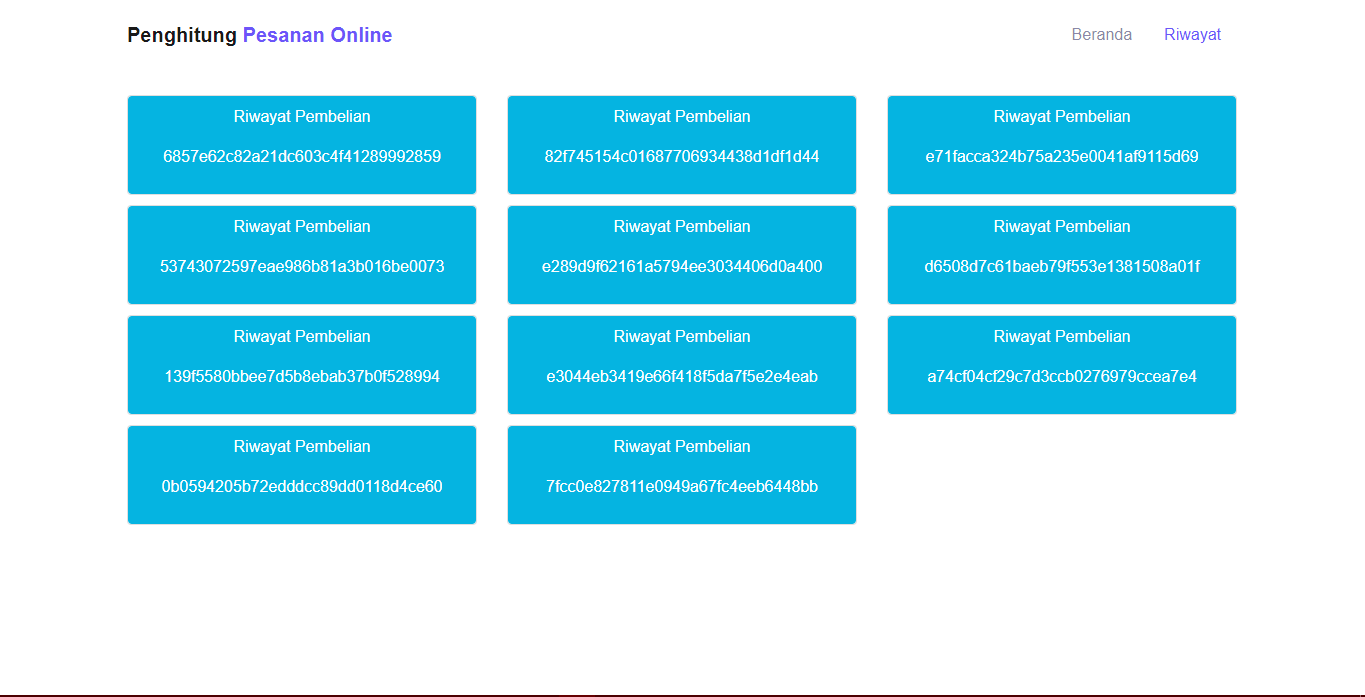 Penghitung Pesanan Online
Beranda Riwayat
Riwayat Pembelian
6857e62c82a21dc603c4f41289992859
Riwayat Pembelian
82f745154c01687706934438d1df1d44
Riwayat Pembelian
e71facca324b75a235e0041af9115d69
Riwayat Pembelian
53743072597eae986b81a3b016be0073
Riwayat Pembelian
e289d9f62161a5794ee3034406d0a400
Riwayat Pembelian
d6508d7c61baeb79f553e1381508a01f
Riwayat Pembelian
139f5580bbee7d5b8ebab37b0f528994
Riwayat Pembelian
e3044eb3419e66f418f5da7f5e2e4eab
Riwayat Pembelian
a74cf04cf29c7d3ccb0276979ccea7e4
Riwayat Pembelian
0b0594205b72edddcc89dd0118d4ce60
Riwayat Pembelian
7fcc0e827811e0949a67fc4eeb6448bb